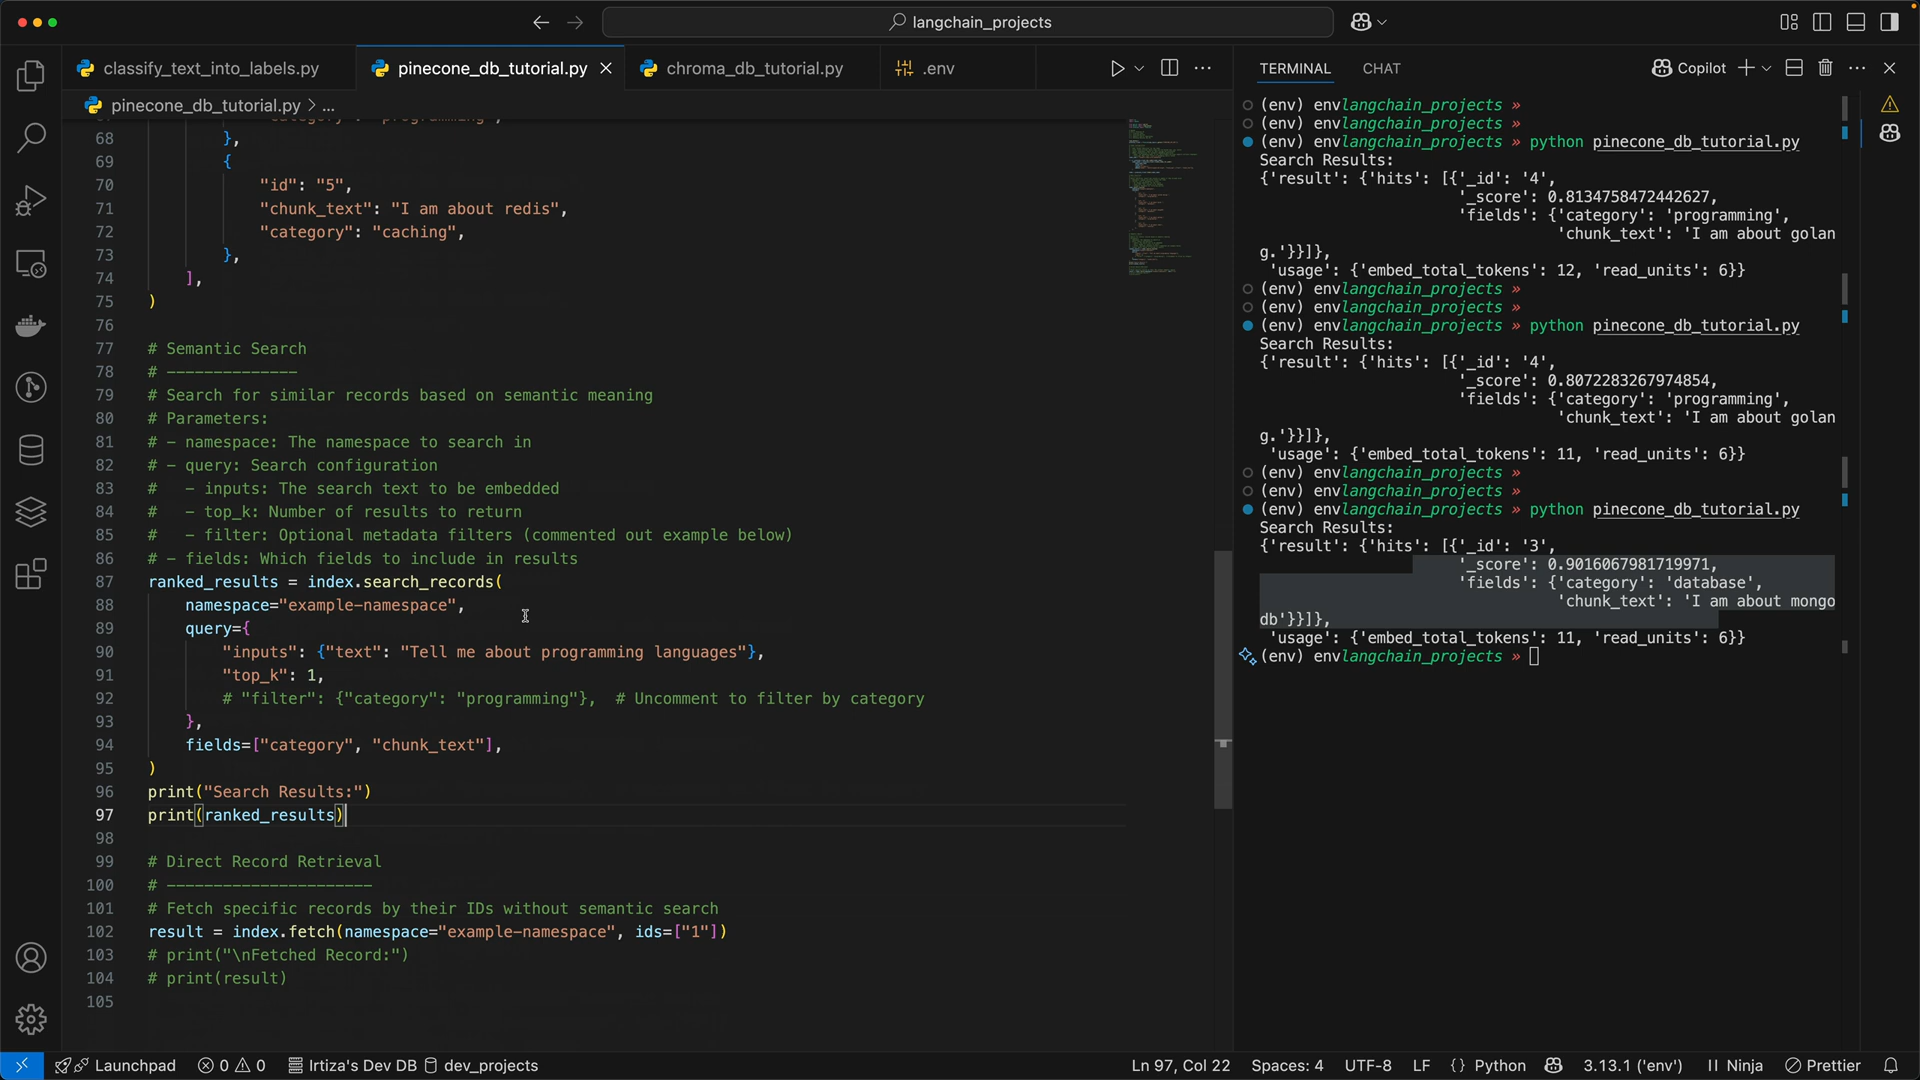 langchain_projects
classify_text_into_labels.py
pinecone_db_tutorial.py
chroma_db_tutorial.py
.env
pinecone_db_tutorial.py > ...
68 },
69 {
70 "id": "5",
71 "chunk_text": "I am about redis",
72 "category": "caching",
73 },
74 ],
75 )
76
77 # Semantic Search
78 # --------------
79 # Search for similar records based on semantic meaning
80 # Parameters:
81 # - namespace: The namespace to search in
82 # - query: Search configuration
83 #   - inputs: The search text to be embedded
84 #   - top_k: Number of results to return
85 #   - filter: Optional metadata filters (commented out example below)
86 # - fields: Which fields to include in results
87 ranked_results = index.search_records(
88 namespace="example-namespace",
89 query={
90 "inputs": {"text": "Tell me about programming languages"},
91 "top_k": 1,
92 # "filter": {"category": "programming"},  # Uncomment to filter by category
93 },
94 fields=["category", "chunk_text"],
95 )
96 print("Search Results:")
97 print(ranked_results)
98
99 # Direct Record Retrieval
100 # ----------------------
101 # Fetch specific records by their IDs without semantic search
102 result = index.fetch(namespace="example-namespace", ids=["1"])
103 # print("\nFetched Record:")
104 # print(result)
105
TERMINAL
CHAT
Copilot
(env) envlangchain_projects »
(env) envlangchain_projects »
(env) envlangchain_projects » python pinecone_db_tutorial.py
Search Results:
{'result': {'hits': [{'_id': '4',
'_score': 0.8134758472442627,
'fields': {'category': 'programming',
'chunk_text': 'I am about golan
g.'}}]},
'usage': {'embed_total_tokens': 12, 'read_units': 6}}
(env) envlangchain_projects »
(env) envlangchain_projects »
(env) envlangchain_projects » python pinecone_db_tutorial.py
Search Results:
{'result': {'hits': [{'_id': '4',
'_score': 0.8072283267974854,
'fields': {'category': 'programming',
'chunk_text': 'I am about golan
g.'}}]},
'usage': {'embed_total_tokens': 11, 'read_units': 6}}
(env) envlangchain_projects »
(env) envlangchain_projects »
(env) envlangchain_projects » python pinecone_db_tutorial.py
Search Results:
{'result': {'hits': [{'_id': '3',
'_score': 0.9016067981719971,
'fields': {'category': 'database',
'chunk_text': 'I am about mongo
db'}}]},
'usage': {'embed_total_tokens': 11, 'read_units': 6}}
(env) envlangchain_projects »
Launchpad
0
0
Irtiza's Dev DB
dev_projects
Ln 97, Col 22
Spaces: 4
UTF-8
LF
{} Python
3.13.1 ('env')
Ninja
Prettier